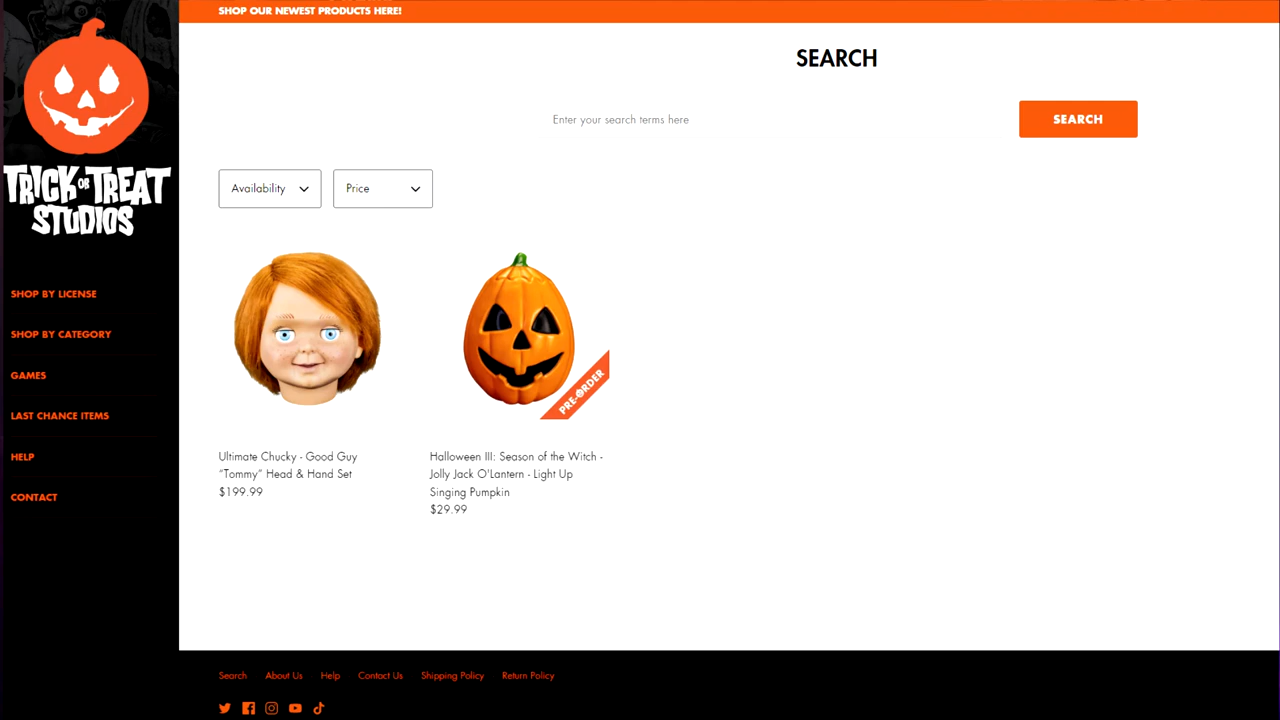 SHOP OUR NEWEST PRODUCTS HERE!
TRICK OR TREAT
STUDIOS
SHOP BY LICENSE
SHOP BY CATEGORY
GAMES
LAST CHANCE ITEMS
HELP
CONTACT
SEARCH
Enter your search terms here
SEARCH
Availability
Price
PRE-ORDER
Ultimate Chucky - Good Guy
“Tommy” Head & Hand Set
$199.99
Halloween III: Season of the Witch -
Jolly Jack O'Lantern - Light Up
Singing Pumpkin
$29.99
Search
About Us
Help
Contact Us
Shipping Policy
Return Policy